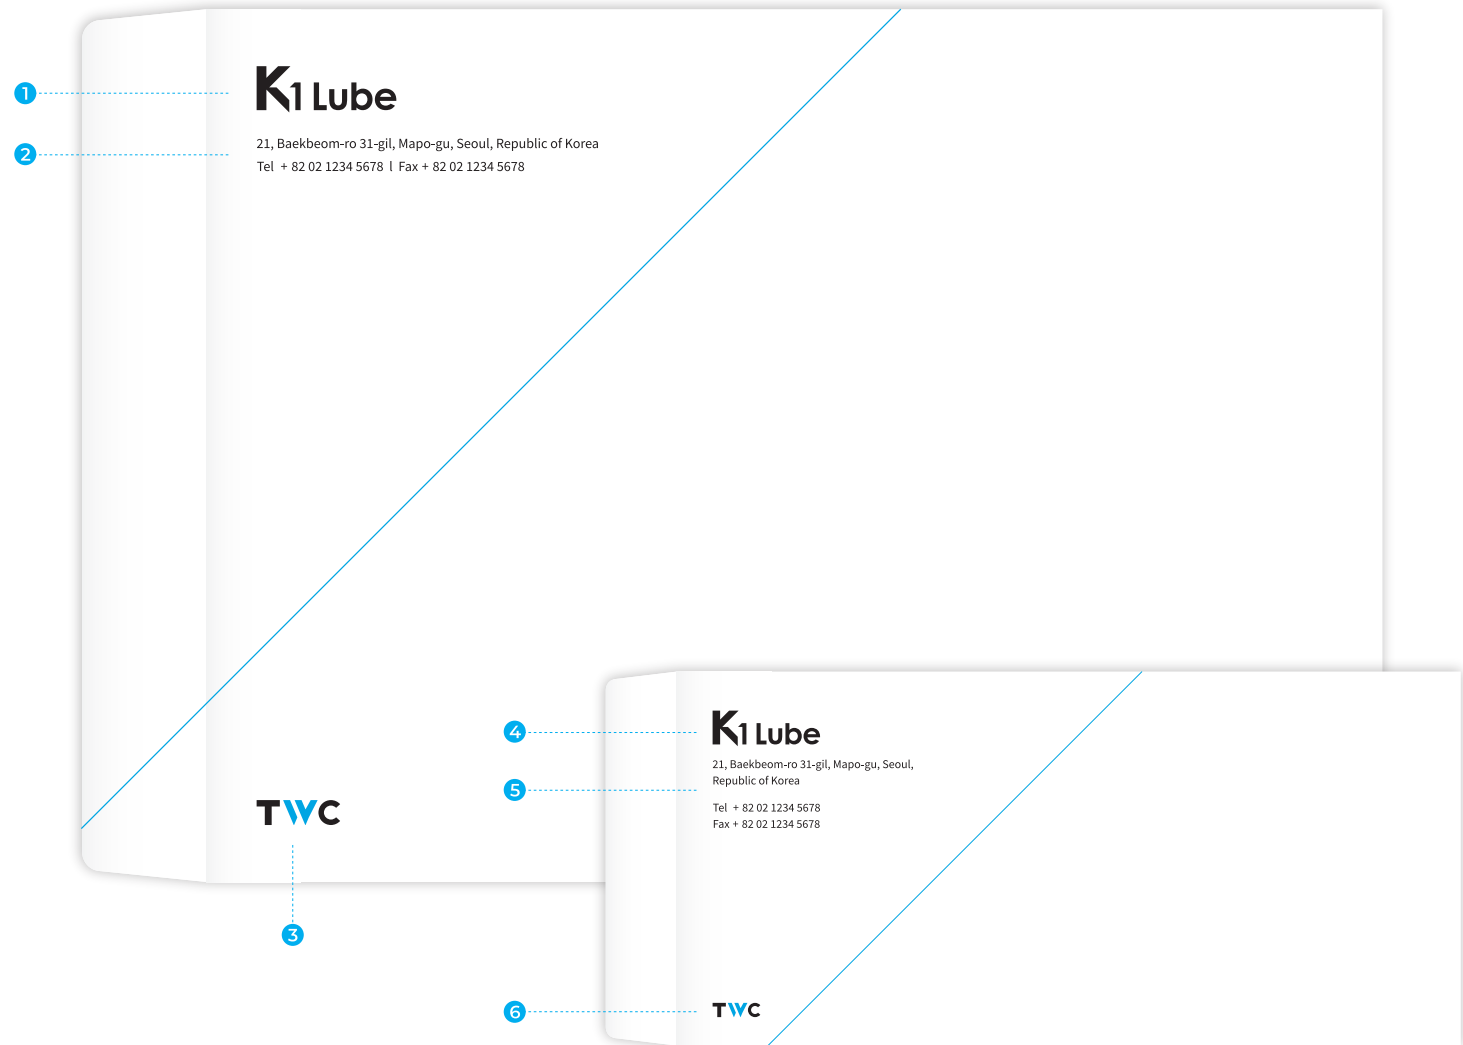 1
K1 Lube
2
21, Baekbeom-ro 31-gil, Mapo-gu, Seoul, Republic of Korea
Tel + 82 02 1234 5678 l Fax + 82 02 1234 5678
TWC
3
4
K1 Lube
5
21, Baekbeom-ro 31-gil, Mapo-gu, Seoul,
Republic of Korea
Tel + 82 02 1234 5678
Fax + 82 02 1234 5678
6
TWC